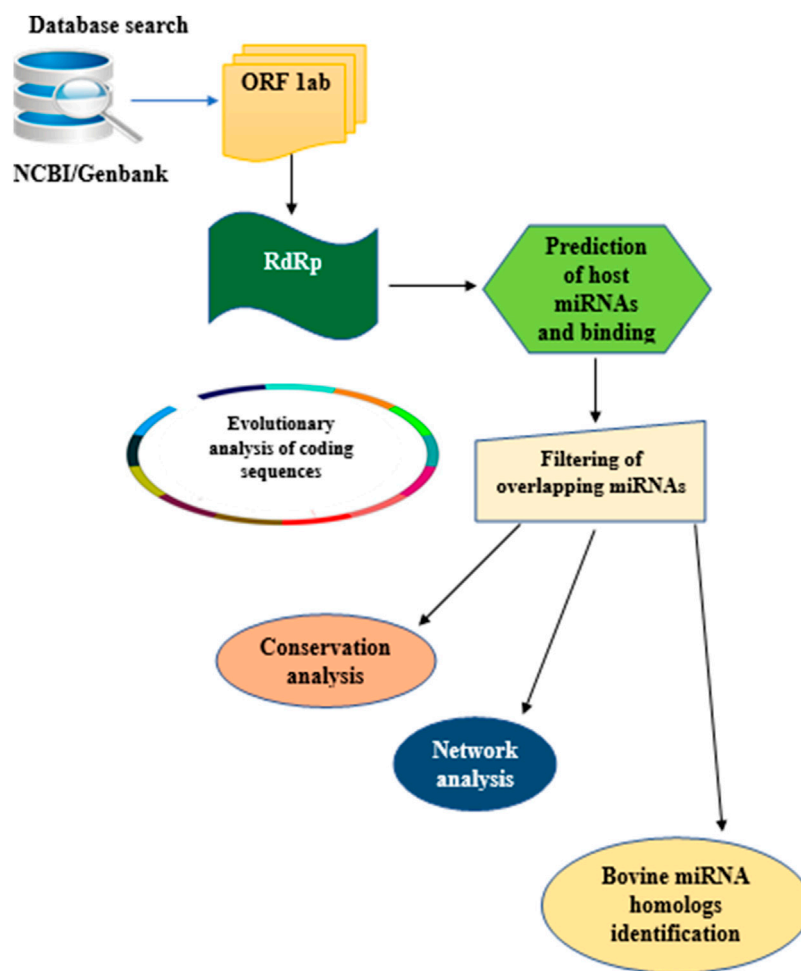 Database search
ORF 1ab
NCBI/Genbank
RdRp
Prediction
of host
miRNAs
and binding
Evolutionary
analysis of coding
sequences
Filtering of
overlapping miRNAs
Conservation
analysis
Network
analysis
Bovine miRNA
homologs
identification